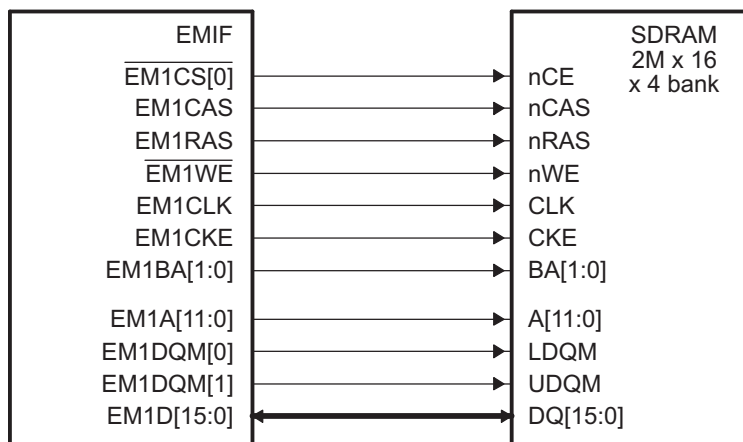 EMIF
EM1CS[0]
EM1CAS
EM1RAS
EM1WE
EM1CLK
EM1CKE
EM1BA[1:0]
EM1A[11:0]
EM1DQM[0]
EM1DQM[1]
EM1D[15:0]
SDRAM
2M x 16
x 4 bank
nCE
nCAS
nRAS
nWE
CLK
CKE
BA[1:0]
A[11:0]
LDQM
UDQM
DQ[15:0]